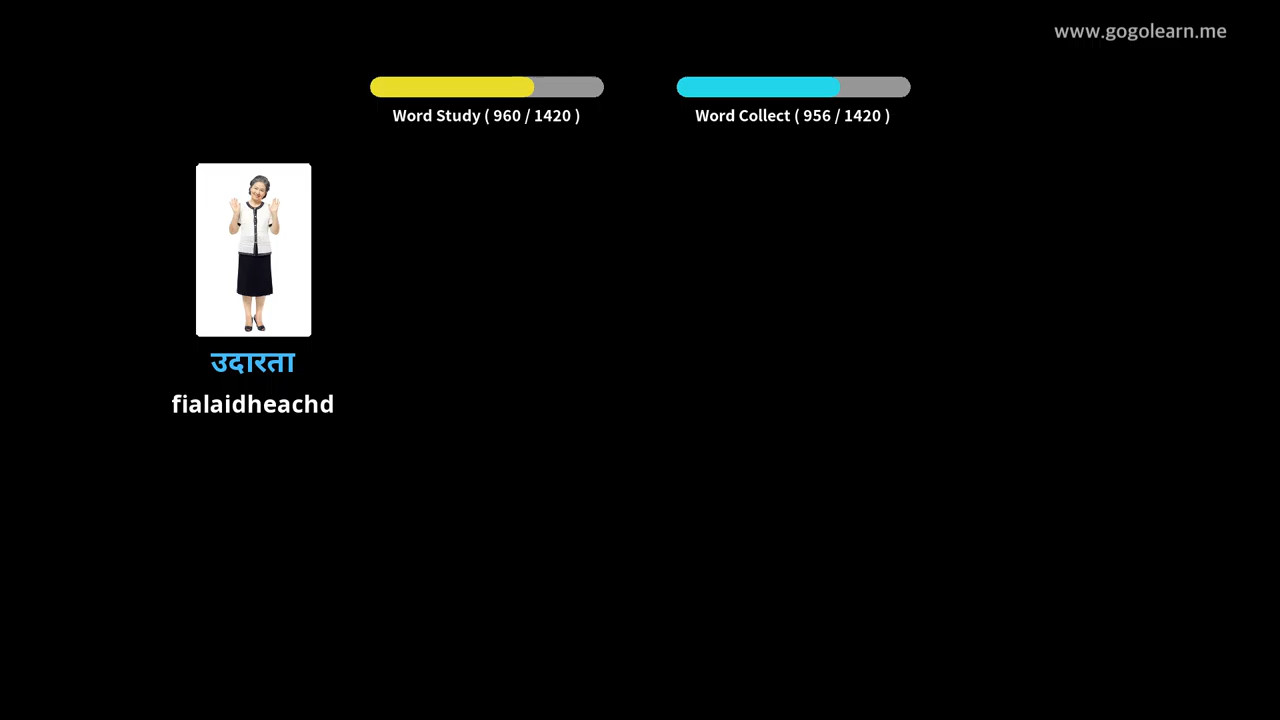 www.gogolearn.me
Word Study ( 960 / 1420 )
Word Collect ( 956 / 1420 )
उदारता
fialaidheachd